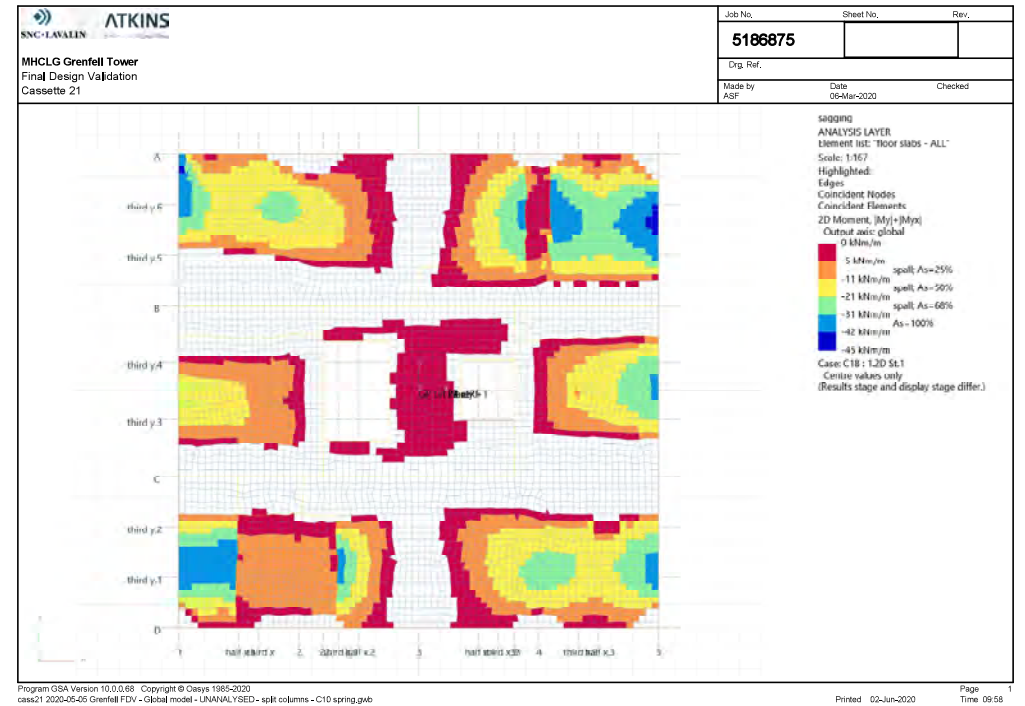 SNC·LAVALIN ATKINS
MHCLG Grenfell Tower
Final Design Validation
Cassette 21
Job No. Sheet No. Rev.
5186875
Drg. Ref.
Made by Date Checked
ASF 06-Mar-2020
sagging
ANALYSIS LAYER
Element list: "floor slabs - ALL"
Scale: 1:167
Highlighted:
Edges
Coincident Nodes
Coincident Elements
2D Moment, |My|+|Myx|
Output axis: global
0 kNm/m
-5 kNm/m
spall; As=25%
-11 kNm/m
spall; As=50%
-21 kNm/m
spall; As=68%
-31 kNm/m
As=100%
-42 kNm/m
-45 kNm/m
Case: C18 : 1.2D St.1
Centre values only
(Results stage and display stage differ.)
A
third y.6
third y.5
B
third y.4
third y.3
C
third y.2
third y.1
D
1 2 3 4 third half x.3 5
Program GSA Version 10.0.0.68 Copyright © Oasys 1985-2020
cass21 2020-05-05 Grenfell FDV - Global model - UNANALYSED - split columns - C10 spring.gwb
Printed 02-Jun-2020
Page 1
Time 09:58